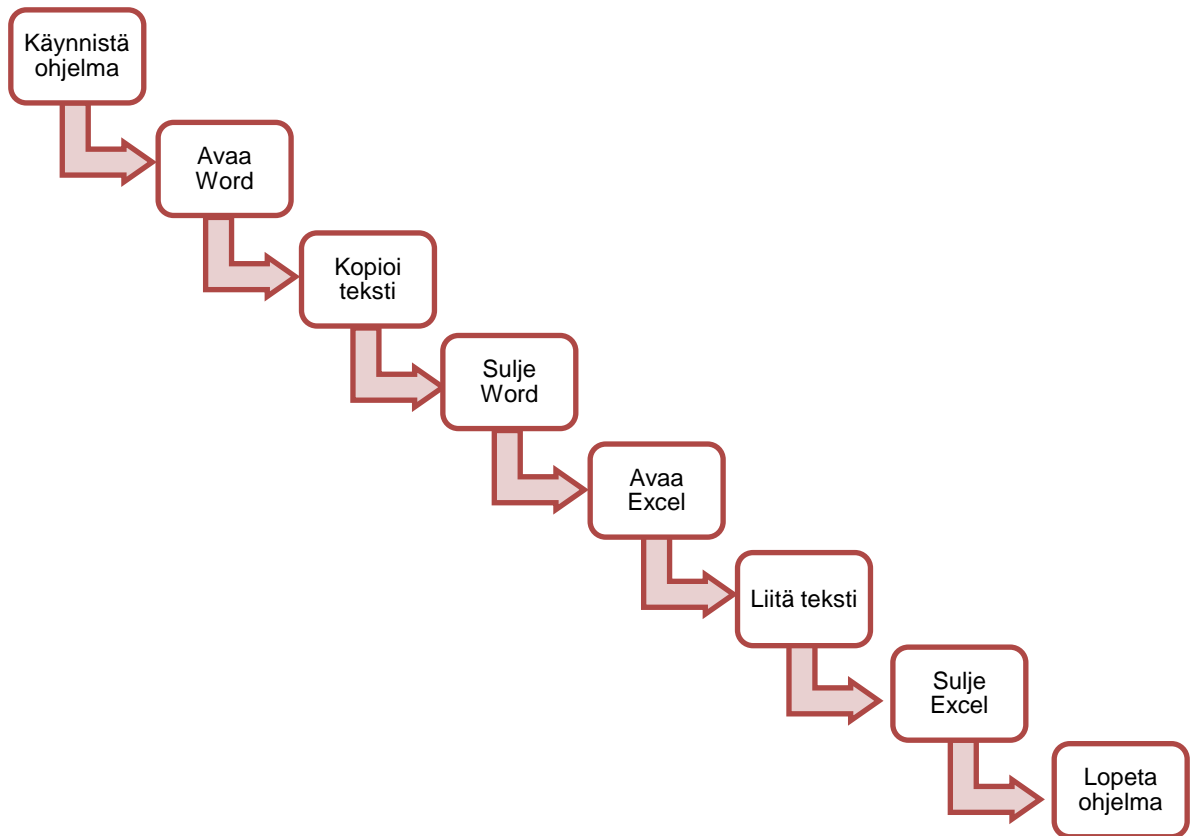 Käynnistä
ohjelma
Avaa
Word
Kopioi
teksti
Sulje
Word
Avaa
Excel
Liitä teksti
Sulje
Excel
Lopeta
ohjelma